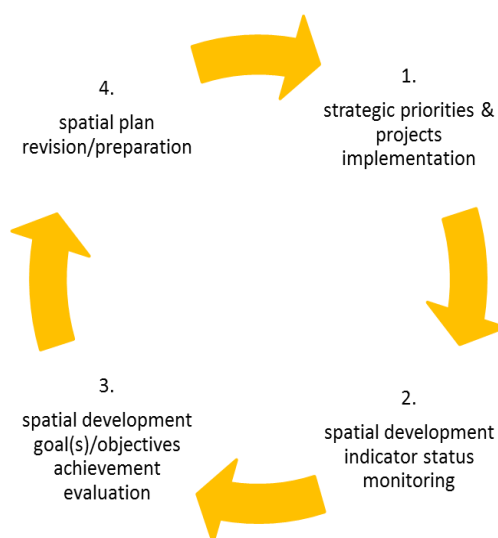 1.
strategic priorities &
projects
implementation
2.
spatial development
indicator status
monitoring
3.
spatial development
goal(s)/objectives
achievement
evaluation
4.
spatial plan
revision/preparation